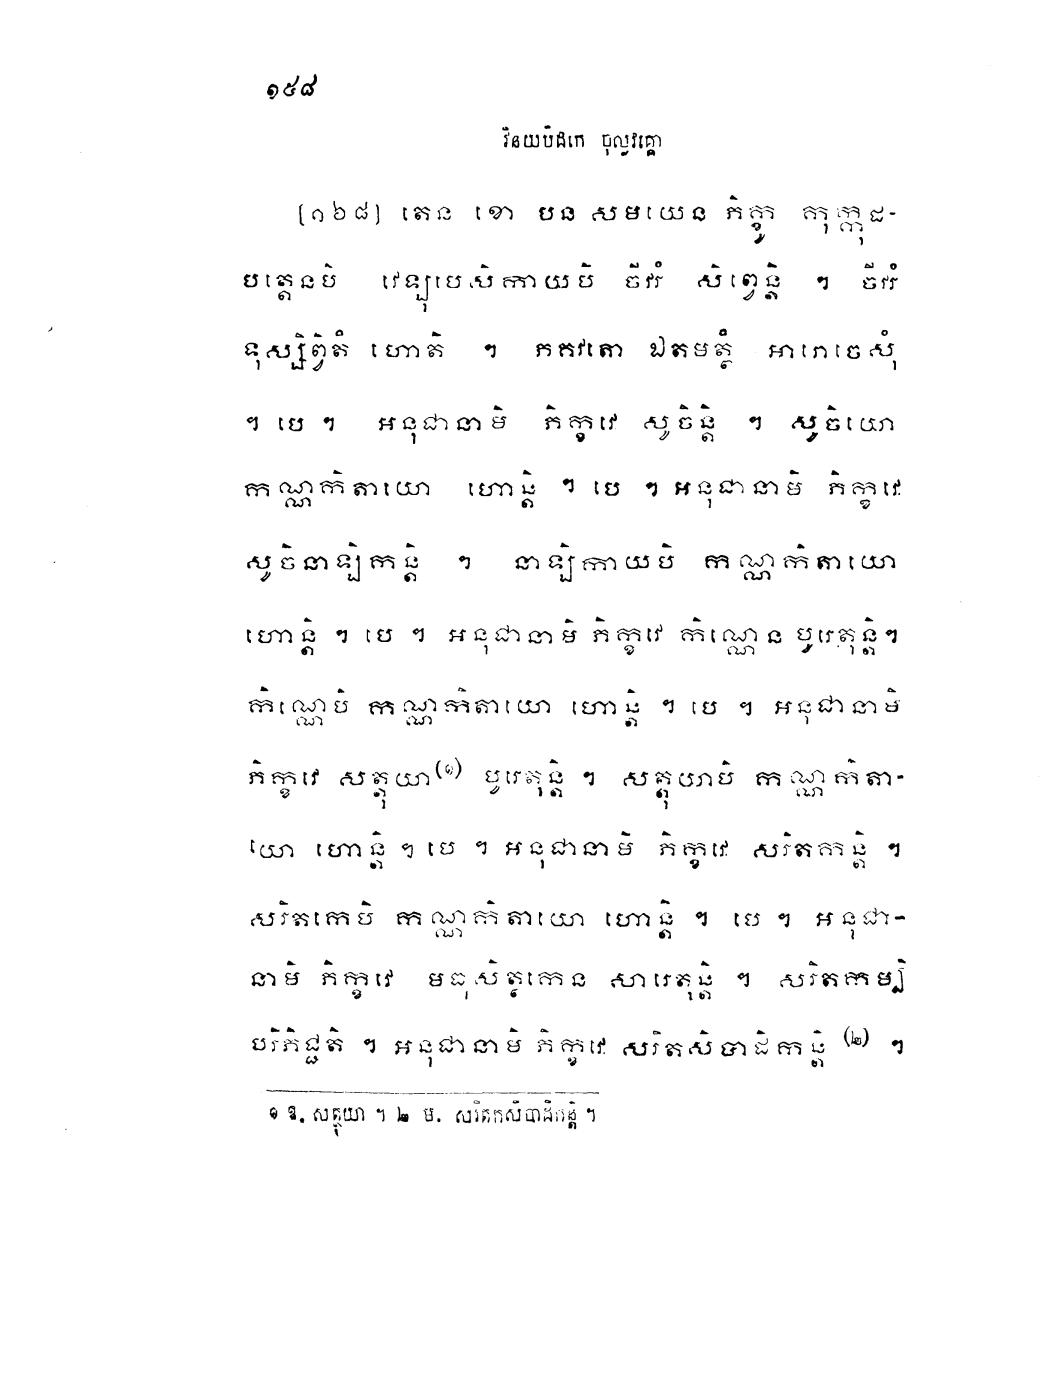 ១៥៨
វិនយបិដកេ ចុល្លវគ្គោ
[១៦៨] តេន ខោ បន សមយេន ភិក្ខូ កុក្កុដ-
បត្តេនបិ វេឡុបេសិកាយបិ ចីវរំ សិព្វេន្តិ ។ ចីវរំ
ទុស្សិព្វិតំ ហោតិ ។ ភគវតោ ឯតមត្ថំ អារោចេសុំ
។ បេ ។ អនុជានាមិ ភិក្ខវេ សូចិន្តិ ។ សូចិយោ
កណ្ណកិតាយោ ហោន្តិ ។ បេ ។ អនុជានាមិ ភិក្ខវេ
សូចិនាឡិកន្តិ ។ នាឡិកាយបិ កណ្ណកិតាយោ
ហោន្តិ ។ បេ ។ អនុជានាមិ ភិក្ខវេ កិណ្ណេន បូរេតុន្តិ។
កិណ្ណេបិ កណ្ណកិតាយោ ហោន្តិ ។ បេ ។ អនុជានាមិ
ភិក្ខវេ សត្តុយា(១) បូរេតុន្តិ ។ សត្តុយាបិ កណ្ណកិតា-
យោ ហោន្តិ ។ បេ ។ អនុជានាមិ ភិក្ខវេ សរិតកន្តិ ។
សរិតកេបិ កណ្ណកិតាយោ ហោន្តិ ។ បេ ។ អនុជា-
នាមិ ភិក្ខវេ មធុសិត្ថកេន សារេតុន្តិ ។ សរិតកម្បិ
បរិភិជ្ជតិ ។ អនុជានាមិ ភិក្ខវេ សរិតសិបាដិកន្តិ (២) ។
១ ឱ. សត្ថុយា ។ ២ ម. សរិតកសិបាដិកន្តិ ។